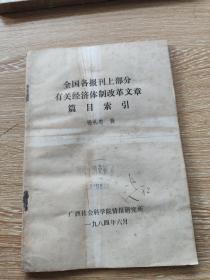 全国各报刊上部分
有关经济体制改革文章
篇目索引
广西社会科学院情报研究所
一九八四年六月